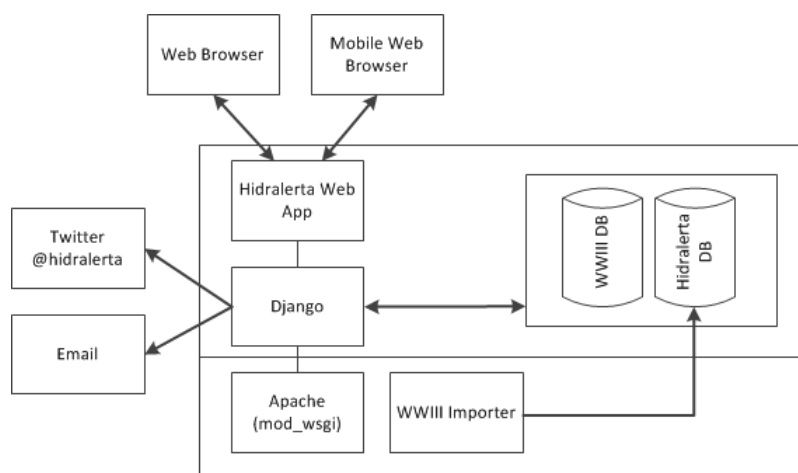 Web Browser
Mobile Web
Browser
Hidralerta Web
App
Twitter
@hidralerta
Django
WWIII DB
Hidralerta
DB
Email
Apache
(mod_wsgi)
WWIII Importer